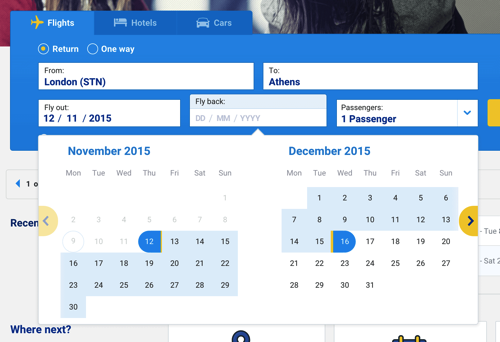 Flights
Hotels
Cars
Return
One way
From:
London (STN)
To:
Athens
Fly out:
12 / 11 / 2015
Fly back:
DD / MM / YYYY
Passengers:
1 Passenger
November 2015
Mon Tue Wed Thu Fri Sat Sun
1
2 3 4 5 6 7 8
9 10 11 12 13 14 15
16 17 18 19 20 21 22
23 24 25 26 27 28 29
30
December 2015
Mon Tue Wed Thu Fri Sat Sun
1 2 3 4 5 6
7 8 9 10 11 12 13
14 15 16 17 18 19 20
21 22 23 24 25 26 27
28 29 30 31
1
Recen
- Tue 8
- Sat 2
Where next?